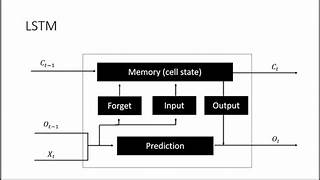 LSTM
C_{t-1}
Memory (cell state)
C_t
Forget
Input
Output
O_{t-1}
Prediction
O_t
X_t